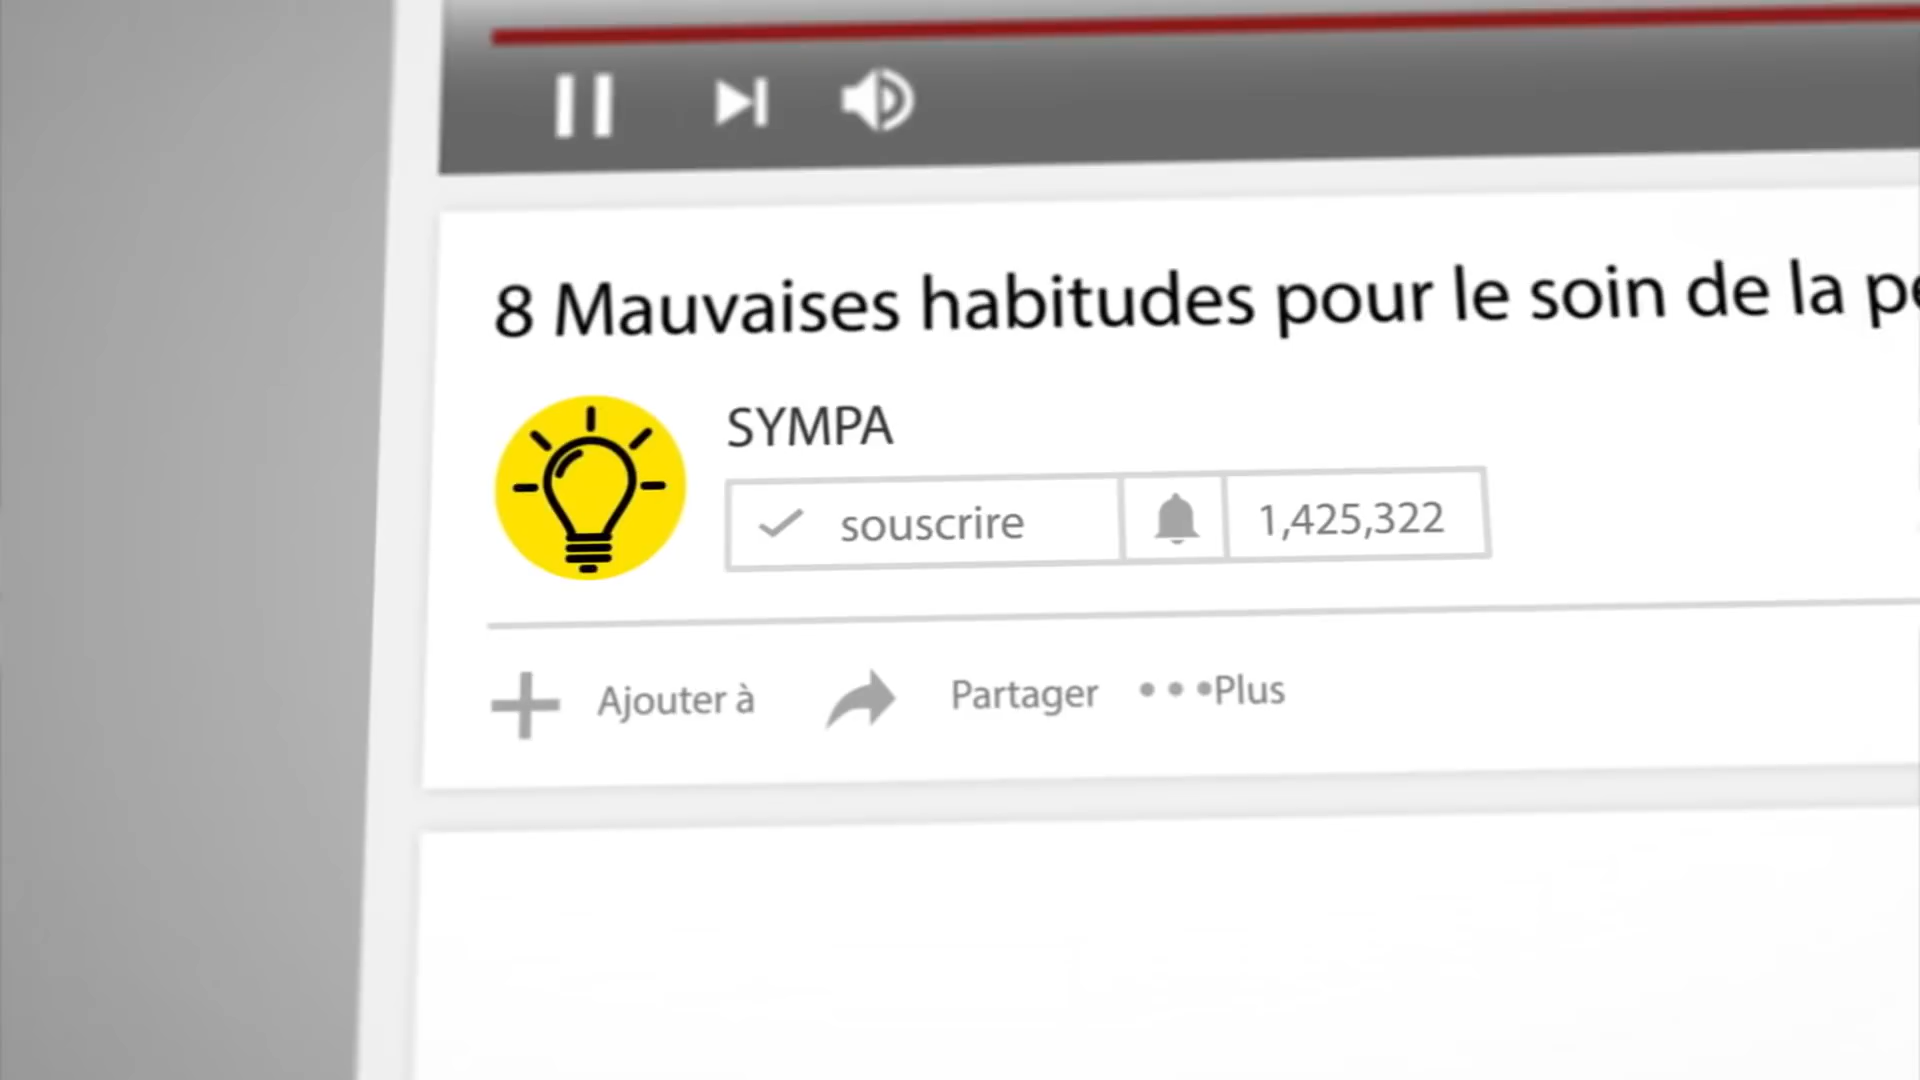 8 Mauvaises habitudes pour le soin de la
SYMPA
souscrire 1,425,322
Ajouter à Partager Plus